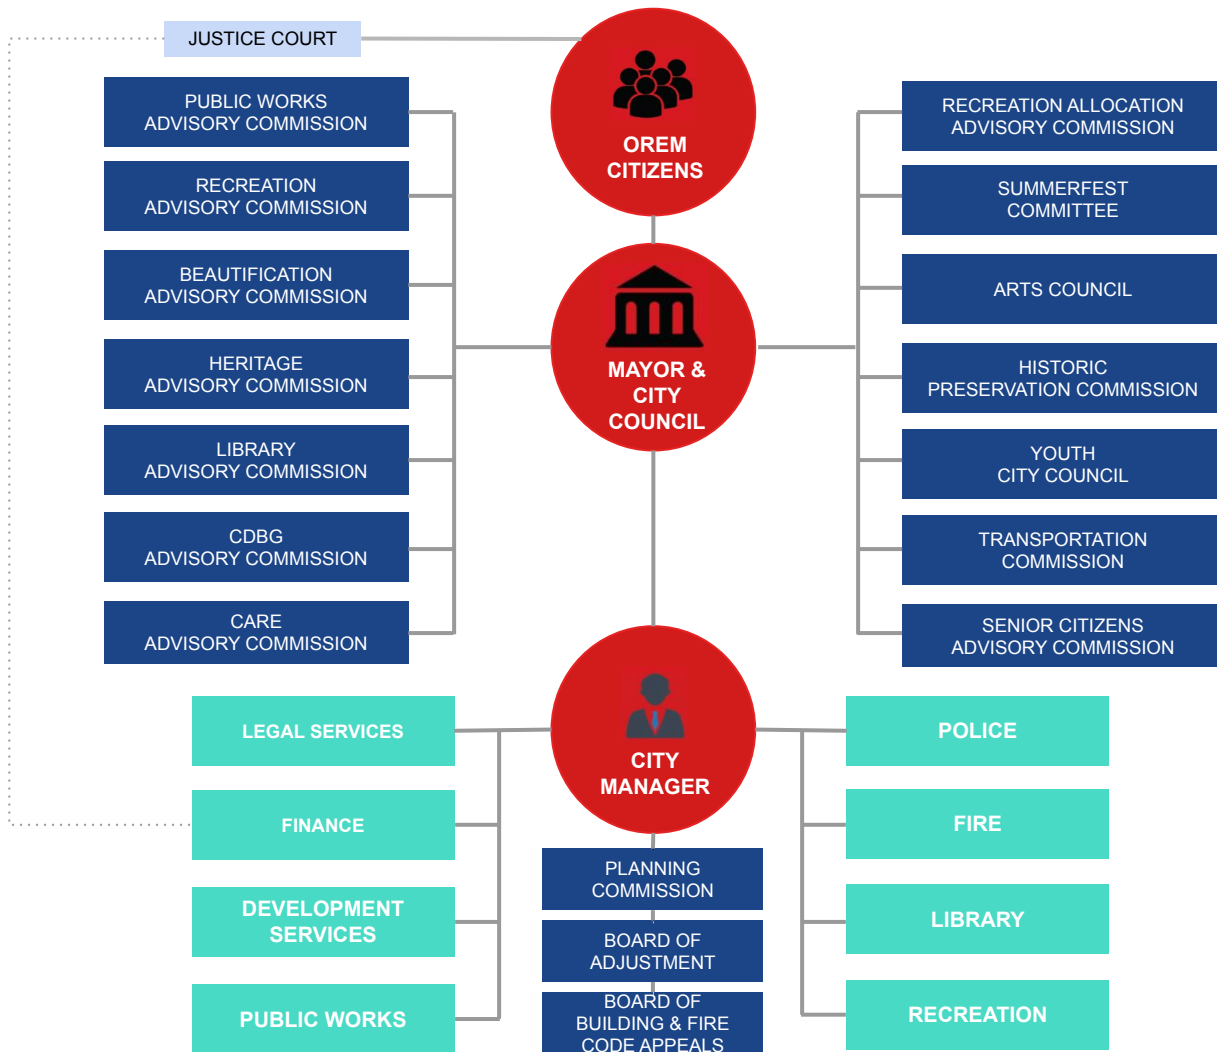 JUSTICE COURT
OREM
CITIZENS
PUBLIC WORKS
ADVISORY COMMISSION
RECREATION
ADVISORY COMMISSION
BEAUTIFICATION
ADVISORY COMMISSION
HERITAGE
ADVISORY COMMISSION
LIBRARY
ADVISORY COMMISSION
CDBG
ADVISORY COMMISSION
CARE
ADVISORY COMMISSION
MAYOR &
CITY
COUNCIL
RECREATION ALLOCATION
ADVISORY COMMISSION
SUMMERFEST
COMMITTEE
ARTS COUNCIL
HISTORIC
PRESERVATION COMMISSION
YOUTH
CITY COUNCIL
TRANSPORTATION
COMMISSION
SENIOR CITIZENS
ADVISORY COMMISSION
CITY
MANAGER
LEGAL SERVICES
FINANCE
DEVELOPMENT
SERVICES
PUBLIC WORKS
PLANNING
COMMISSION
BOARD OF
ADJUSTMENT
BOARD OF
BUILDING & FIRE
CODE APPEALS
POLICE
FIRE
LIBRARY
RECREATION